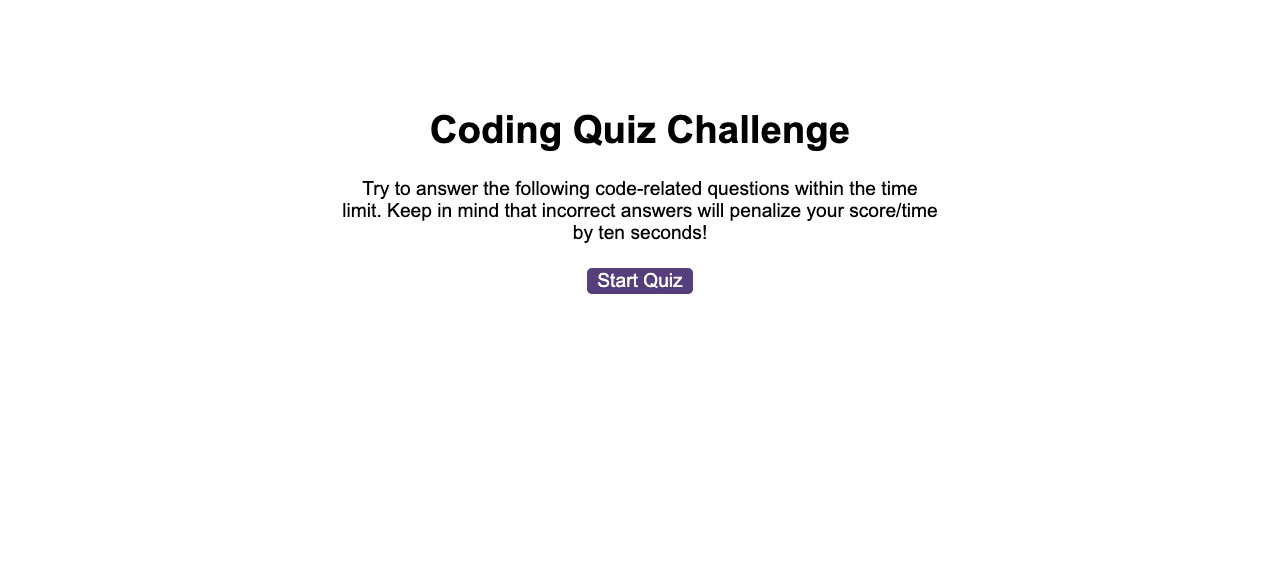 Coding Quiz Challenge
Try to answer the following code-related questions within the time
limit. Keep in mind that incorrect answers will penalize your score/time
by ten seconds!
Start Quiz